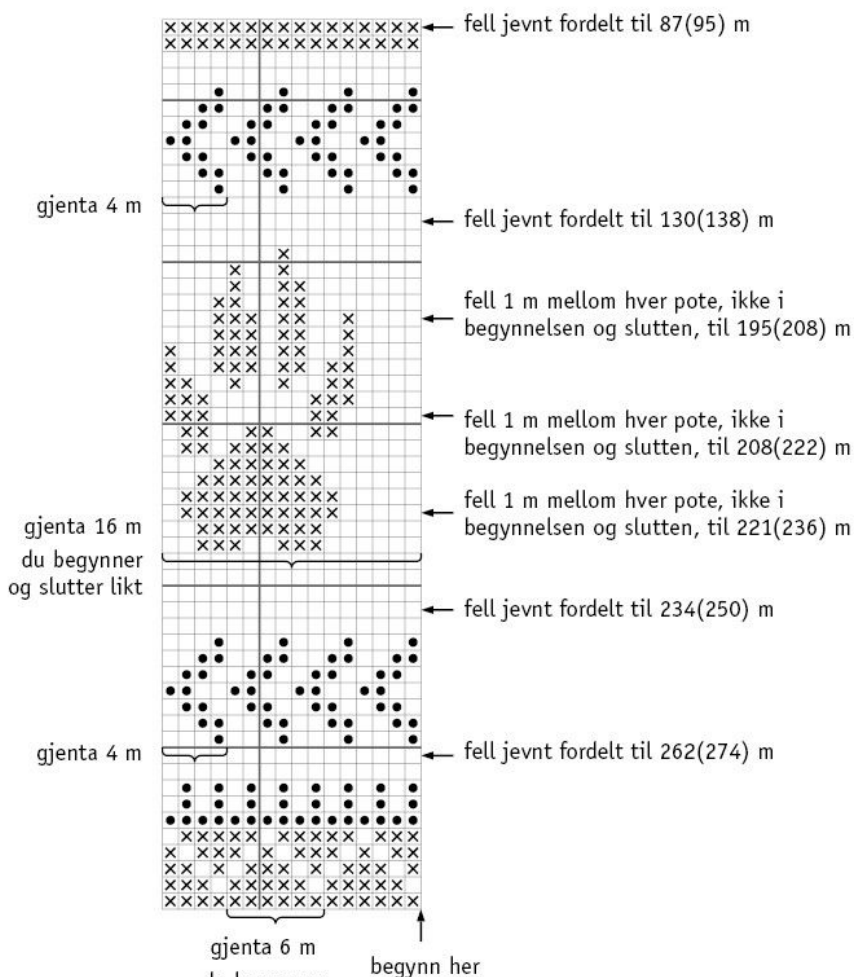 fell jevnt fordelt til 87(95) m
gjenta 4 m
fell jevnt fordelt til 130(138) m
fell 1 m mellom hver pote, ikke i
begynnelsen og slutten, til 195(208) m
fell 1 m mellom hver pote, ikke i
begynnelsen og slutten, til 208(222) m
fell 1 m mellom hver pote, ikke i
begynnelsen og slutten, til 221(236) m
gjenta 16 m
du begynner
og slutter likt
fell jevnt fordelt til 234(250) m
gjenta 4 m
fell jevnt fordelt til 262(274) m
gjenta 6 m
begynn her